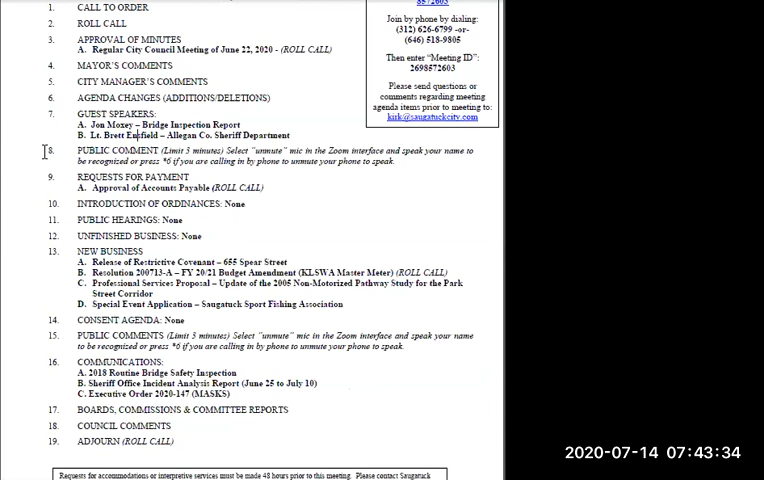 8572603
Join by phone by dialing:
(312) 626-6799 -or-
(646) 518-9805
Then enter “Meeting ID”:
2698572603
Please send questions or
comments regarding meeting
agenda items prior to meeting to:
kirk@saugatuckcity.com
1. CALL TO ORDER
2. ROLL CALL
3. APPROVAL OF MINUTES
A. Regular City Council Meeting of June 22, 2020 - (ROLL CALL)
4. MAYOR’S COMMENTS
5. CITY MANAGER’S COMMENTS
6. AGENDA CHANGES (ADDITIONS/DELETIONS)
7. GUEST SPEAKERS:
A. Jon Moxey – Bridge Inspection Report
B. Lt. Brett Enfield – Allegan Co. Sheriff Department
8. PUBLIC COMMENT (Limit 3 minutes) Select “unmute” mic in the Zoom interface and speak your name to
be recognized or press *6 if you are calling in by phone to unmute your phone to speak.
9. REQUESTS FOR PAYMENT
A. Approval of Accounts Payable (ROLL CALL)
10. INTRODUCTION OF ORDINANCES: None
11. PUBLIC HEARINGS: None
12. UNFINISHED BUSINESS: None
13. NEW BUSINESS
A. Release of Restrictive Covenant – 655 Spear Street
B. Resolution 200713-A – FY 20/21 Budget Amendment (KLSWA Master Meter) (ROLL CALL)
C. Professional Services Proposal – Update of the 2005 Non-Motorized Pathway Study for the Park
Street Corridor
D. Special Event Application – Saugatuck Sport Fishing Association
14. CONSENT AGENDA: None
15. PUBLIC COMMENTS (Limit 3 minutes) Select “unmute” mic in the Zoom interface and speak your name
to be recognized or press *6 if you are calling in by phone to unmute your phone to speak.
16. COMMUNICATIONS:
A. 2018 Routine Bridge Safety Inspection
B. Sheriff Office Incident Analysis Report (June 25 to July 10)
C. Executive Order 2020-147 (MASKS)
17. BOARDS, COMMISSIONS & COMMITTEE REPORTS
18. COUNCIL COMMENTS
19. ADJOURN (ROLL CALL)
Requests for accommodations or interpretive services must be made 48 hours prior to this meeting. Please contact Saugatuck
2020-07-14 07:43:34